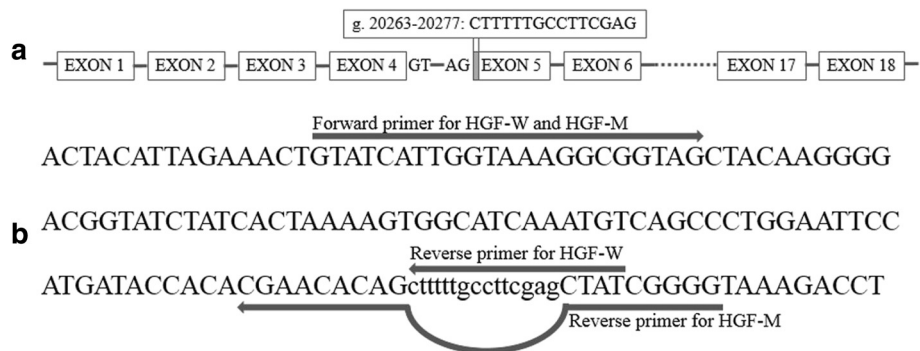 g. 20263-20277: CTTTTTGCCTTCGAG
a
EXON 1 EXON 2 EXON 3 EXON 4 GT AG EXON 5 EXON 6 EXON 17 EXON 18
Forward primer for HGF-W and HGF-M
ACTACATTAGAAACTGTATCATTGGTAAAGGCGGTAGCTACAAGGGG
b
ACGGTATCTATCACTAAAAGTGGCATCAAATGTCAGCCCTGGAATTCC
Reverse primer for HGF-W
ATGATACCACACGAACACAGctttttgccttcgagCTATCGGGGTAAAGACCT
Reverse primer for HGF-M